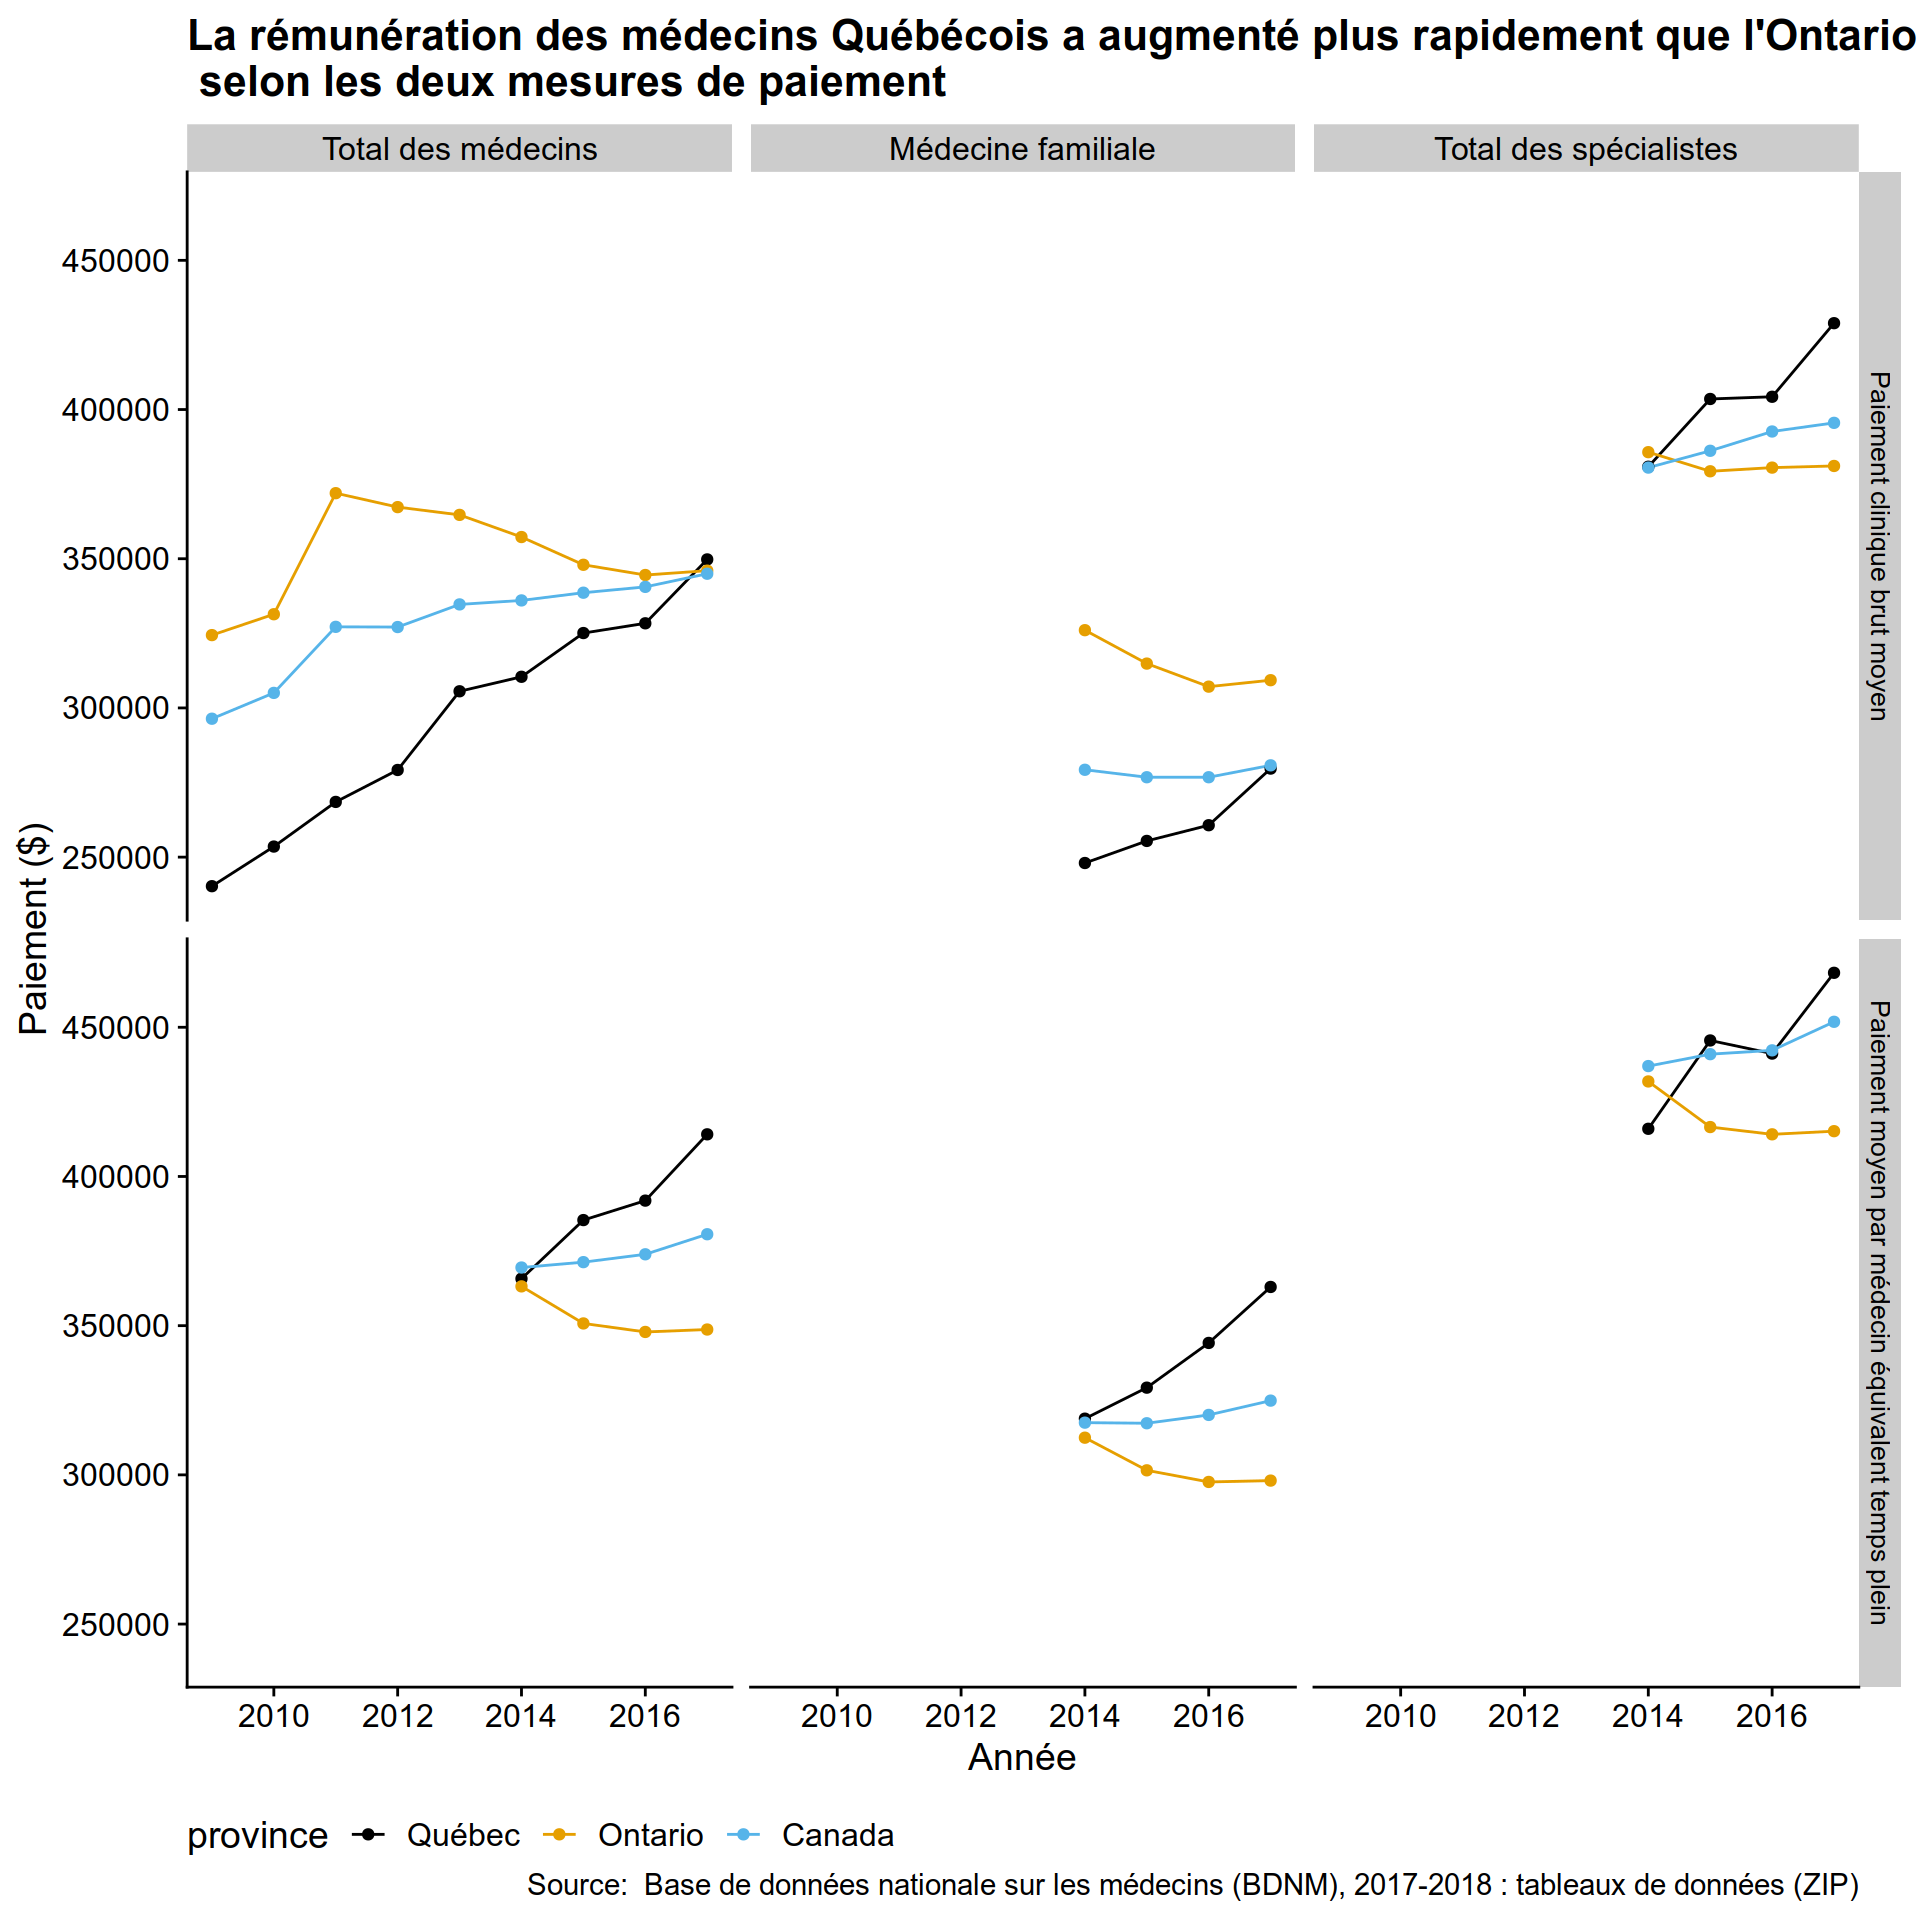 La rémunération des médecins Québécois a augmenté plus rapidement que l'Ontario
selon les deux mesures de paiement
Total des médecins
Médecine familiale
Total des spécialistes
450000
400000
350000
300000
250000
Paiement clinique brut moyen
Paiement ($)
450000
400000
350000
300000
250000
Paiement moyen par médecin équivalent temps plein
2010 2012 2014 2016
2010 2012 2014 2016
2010 2012 2014 2016
Année
province Québec Ontario Canada
Source:  Base de données nationale sur les médecins (BDNM), 2017-2018 : tableaux de données (ZIP)